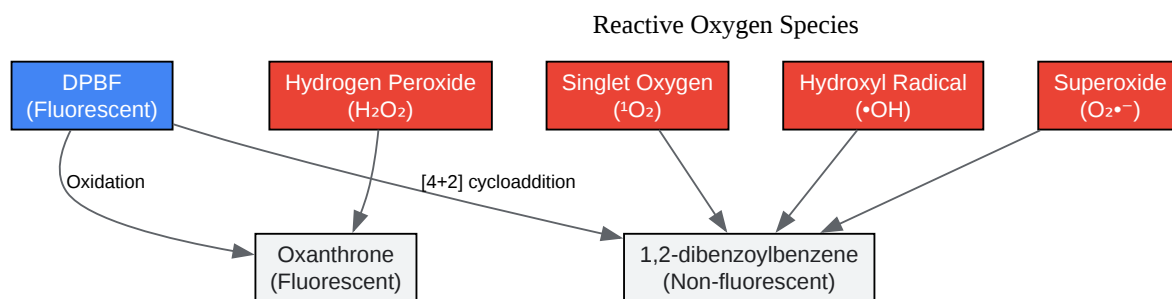 Reactive Oxygen Species
DPBF
(Fluorescent)
Hydrogen Peroxide
(H₂O₂)
Singlet Oxygen
(¹O₂)
Hydroxyl Radical
(•OH)
Superoxide
(O₂•⁻)
Oxidation
[4+2] cycloaddition
Oxanthrone
(Fluorescent)
1,2-dibenzoylbenzene
(Non-fluorescent)